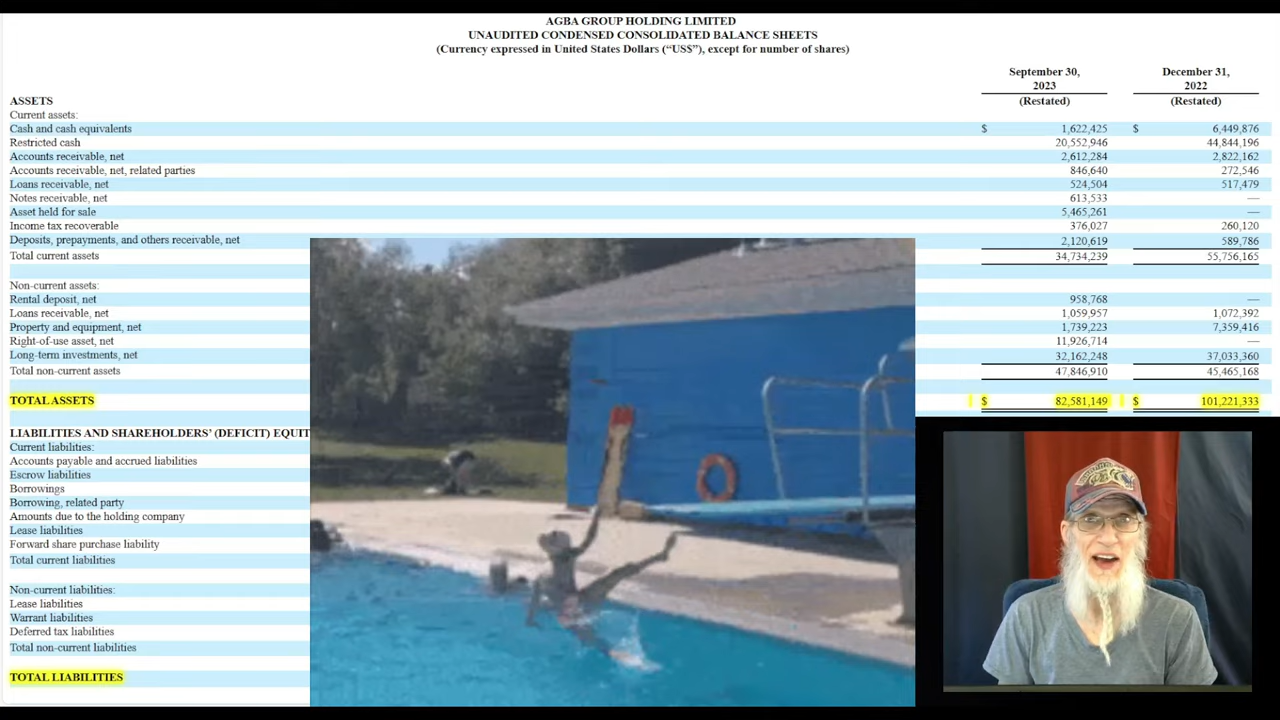 AGBA GROUP HOLDING LIMITED
UNAUDITED CONDENSED CONSOLIDATED BALANCE SHEETS
(Currency expressed in United States Dollars (“US$”), except for number of shares)
September 30, 2023 December 31, 2022
(Restated) (Restated)
ASSETS
Current assets:
Cash and cash equivalents $ 1,622,425 $ 6,449,876
Restricted cash 20,552,946 44,844,196
Accounts receivable, net 2,612,284 2,822,162
Accounts receivable, net, related parties 846,640 272,546
Loans receivable, net 524,504 517,479
Notes receivable, net 613,533 —
Asset held for sale 5,465,261 —
Income tax recoverable 376,027 260,120
Deposits, prepayments, and others receivable, net 2,120,619 589,786
Total current assets 34,734,239 55,756,165
Non-current assets:
Rental deposit, net 958,768 —
Loans receivable, net 1,059,957 1,072,392
Property and equipment, net 1,739,223 7,359,416
Right-of-use asset, net 11,926,714 —
Long-term investments, net 32,162,248 37,033,360
Total non-current assets 47,846,910 45,465,168
TOTAL ASSETS $ 82,581,149 $ 101,221,333
LIABILITIES AND SHAREHOLDERS’ (DEFICIT) EQUIT
Current liabilities:
Accounts payable and accrued liabilities
Escrow liabilities
Borrowings
Borrowing, related party
Amounts due to the holding company
Lease liabilities
Forward share purchase liability
Total current liabilities
Non-current liabilities:
Lease liabilities
Warrant liabilities
Deferred tax liabilities
Total non-current liabilities
TOTAL LIABILITIES